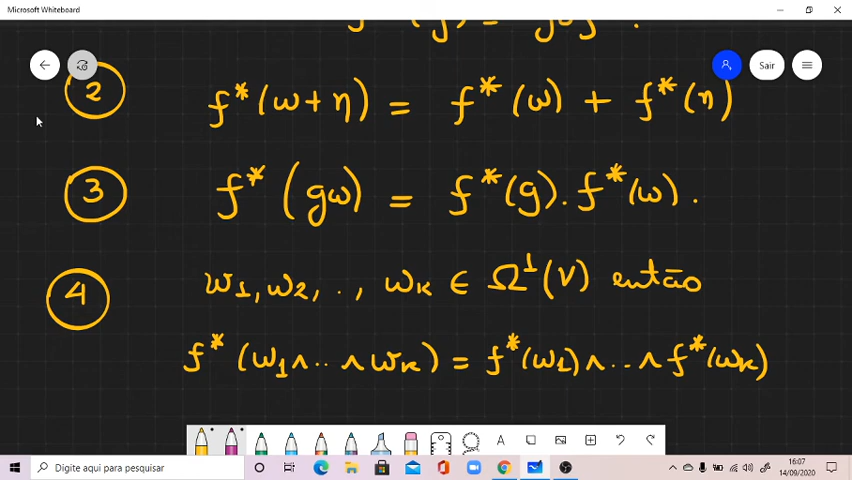 Microsoft Whiteboard
Sair
② f*(ω+η) = f*(ω) + f*(η)
③ f*(gω) = f*(g).f*(ω).
④ ω1, ω2, .., ωk ∈ Ω¹(V) então
f*(ω1∧..∧ωk) = f*(ω1)∧..∧f*(ωk)
A
Digite aqui para pesquisar
16:07
14/09/2020